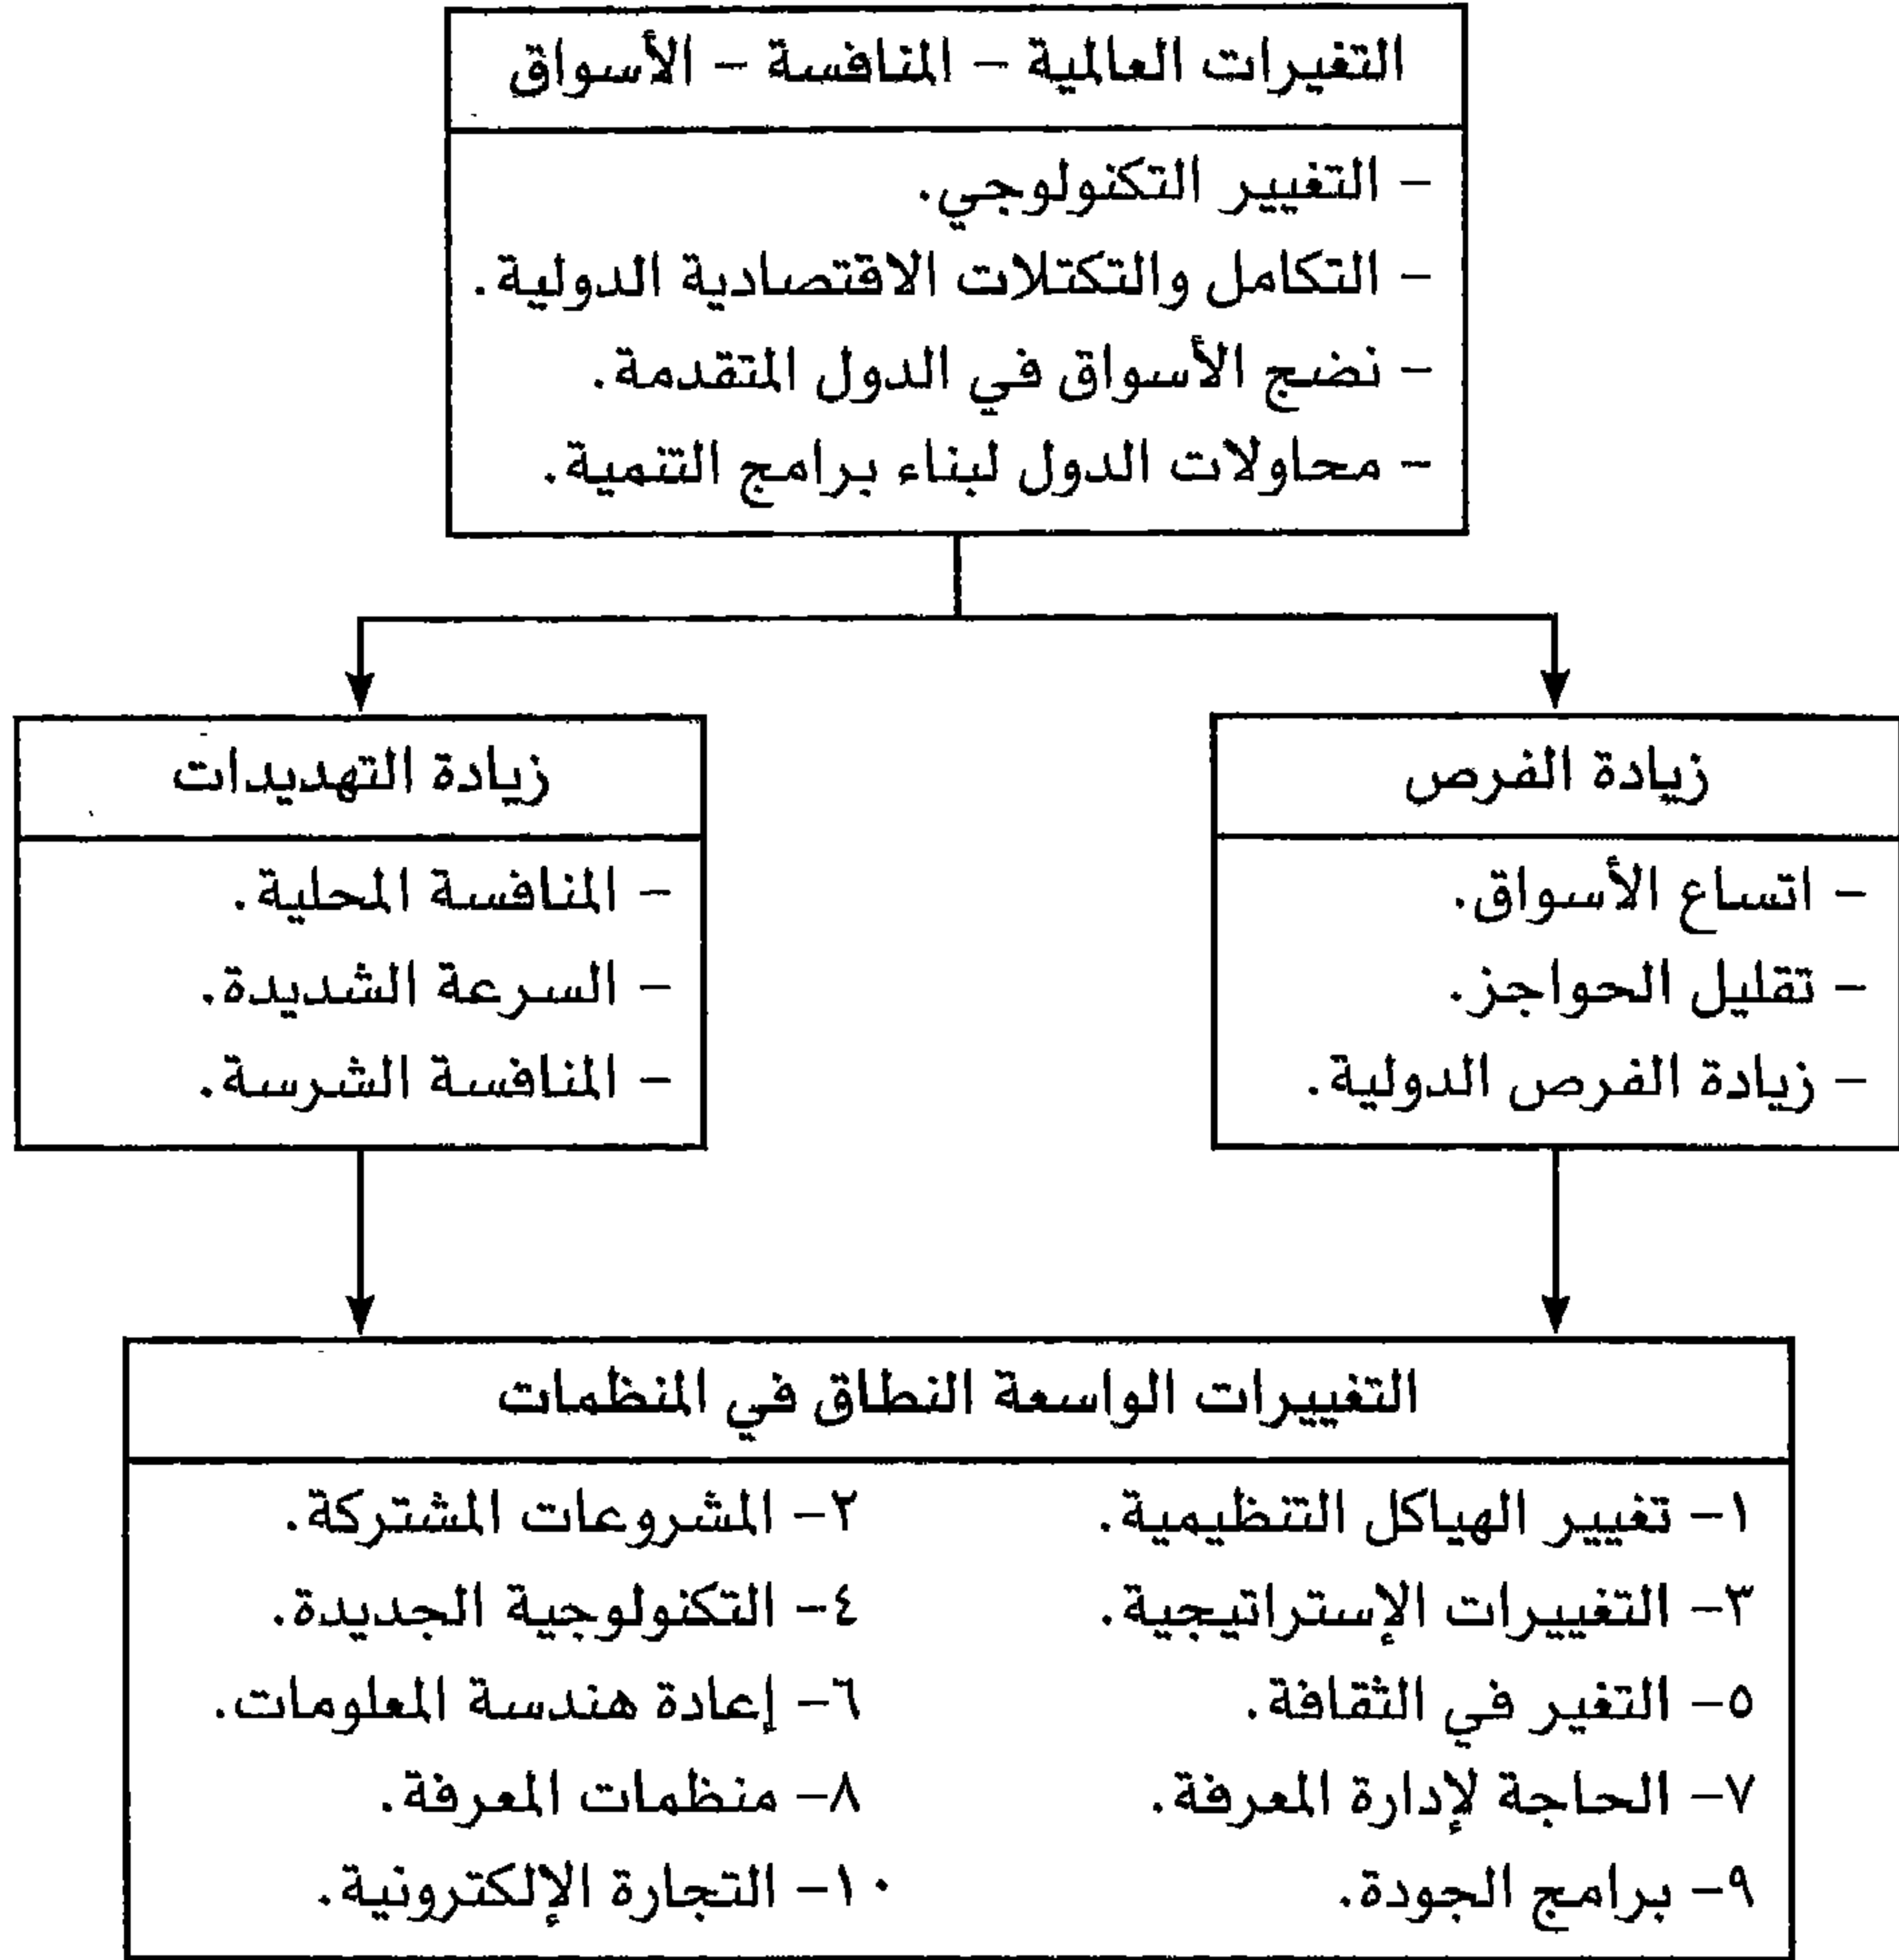 التغيرات العالمية – المنافسة – الأسواق
– التغيير التكنولوجي.
– التكامل والتكتلات الاقتصادية الدولية.
– نضج الأسواق في الدول المتقدمة.
– محاولات الدول لبناء برامج التنمية.
زيادة الفرص
– اتساع الأسواق.
– تقليل الحواجز.
– زيادة الفرص الدولية.
زيادة التهديدات
– المنافسة المحلية.
– السرعة الشديدة.
– المنافسة الشرسة.
التغييرات الواسعة النطاق في المنظمات
١– تغيير الهياكل التنظيمية.
٢– المشروعات المشتركة.
٣– التغييرات الإستراتيجية.
٤– التكنولوجية الجديدة.
٥– التغير في الثقافة.
٦– إعادة هندسة المعلومات.
٧– الحاجة لإدارة المعرفة.
٨– منظمات المعرفة.
٩– برامج الجودة.
١٠– التجارة الإلكترونية.